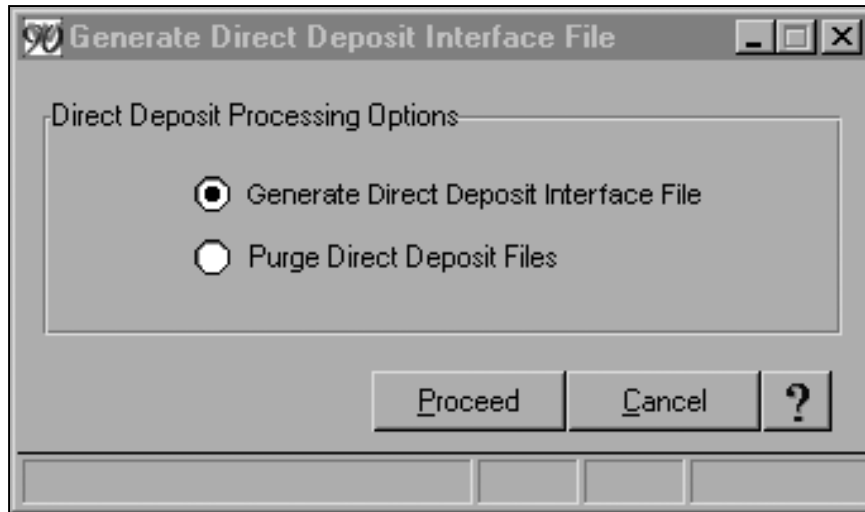 90 Generate Direct Deposit Interface File
Direct Deposit Processing Options
Generate Direct Deposit Interface File
Purge Direct Deposit Files
Proceed Cancel ?